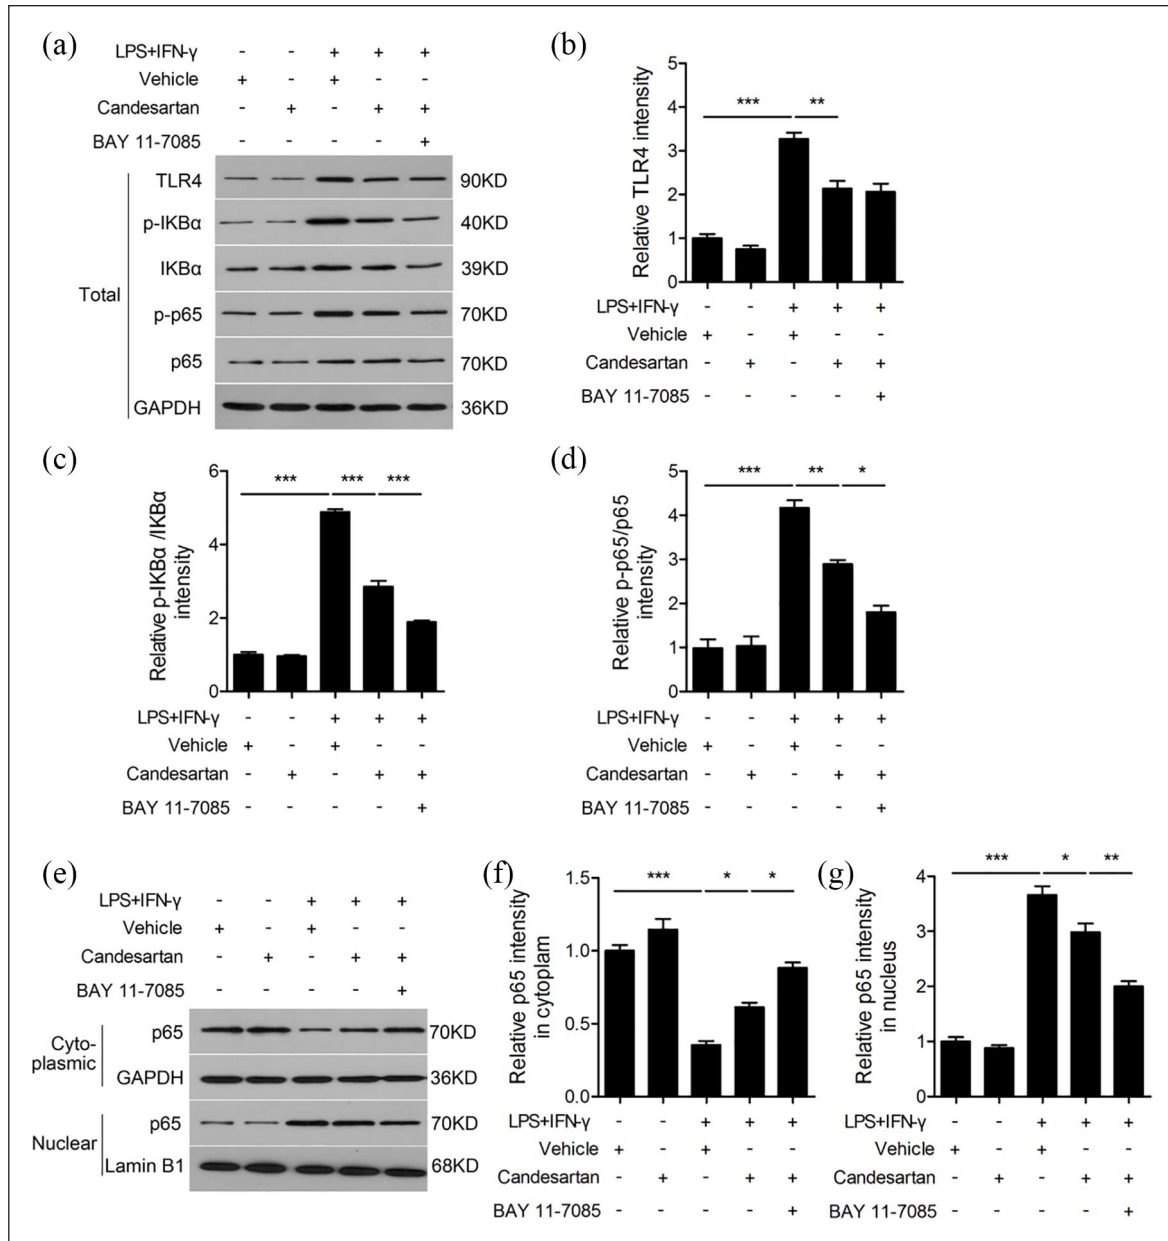 (a)
LPS+IFN-γ - - + + +
Vehicle + - + - -
Candesartan - + - + +
BAY 11-7085 - - - - +
Total
TLR4 90KD
p-IKBα 40KD
IKBα 39KD
p-p65 70KD
p65 70KD
GAPDH 36KD
(b)
Relative TLR4 intensity
5
4
3
2
1
0
*** **
LPS+IFN-γ - - + + +
Vehicle + - + - -
Candesartan - + - + +
BAY 11-7085 - - - - +
(c)
Relative p-IKBα /IKBα
intensity
6
4
2
0
*** *** ***
LPS+IFN-γ - - + + +
Vehicle + - + - -
Candesartan - + - + +
BAY 11-7085 - - - - +
(d)
Relative p-p65/p65
intensity
5
4
3
2
1
0
*** ** *
LPS+IFN-γ - - + + +
Vehicle + - + - -
Candesartan - + - + +
BAY 11-7085 - - - - +
(e)
LPS+IFN-γ - - + + +
Vehicle + - + - -
Candesartan - + - + +
BAY 11-7085 - - - - +
Cyto-
plasmic
p65 70KD
GAPDH 36KD
Nuclear
p65 70KD
Lamin B1 68KD
(f)
Relative p65 intensity
in cytoplam
1.5
1.0
0.5
0.0
*** * *
LPS+IFN-γ - - + + +
Vehicle + - + - -
Candesartan - + - + +
BAY 11-7085 - - - - +
(g)
Relative p65 intensity
in nucleus
4
3
2
1
0
*** * **
LPS+IFN-γ - - + + +
Vehicle + - + - -
Candesartan - + - + +
BAY 11-7085 - - - - +